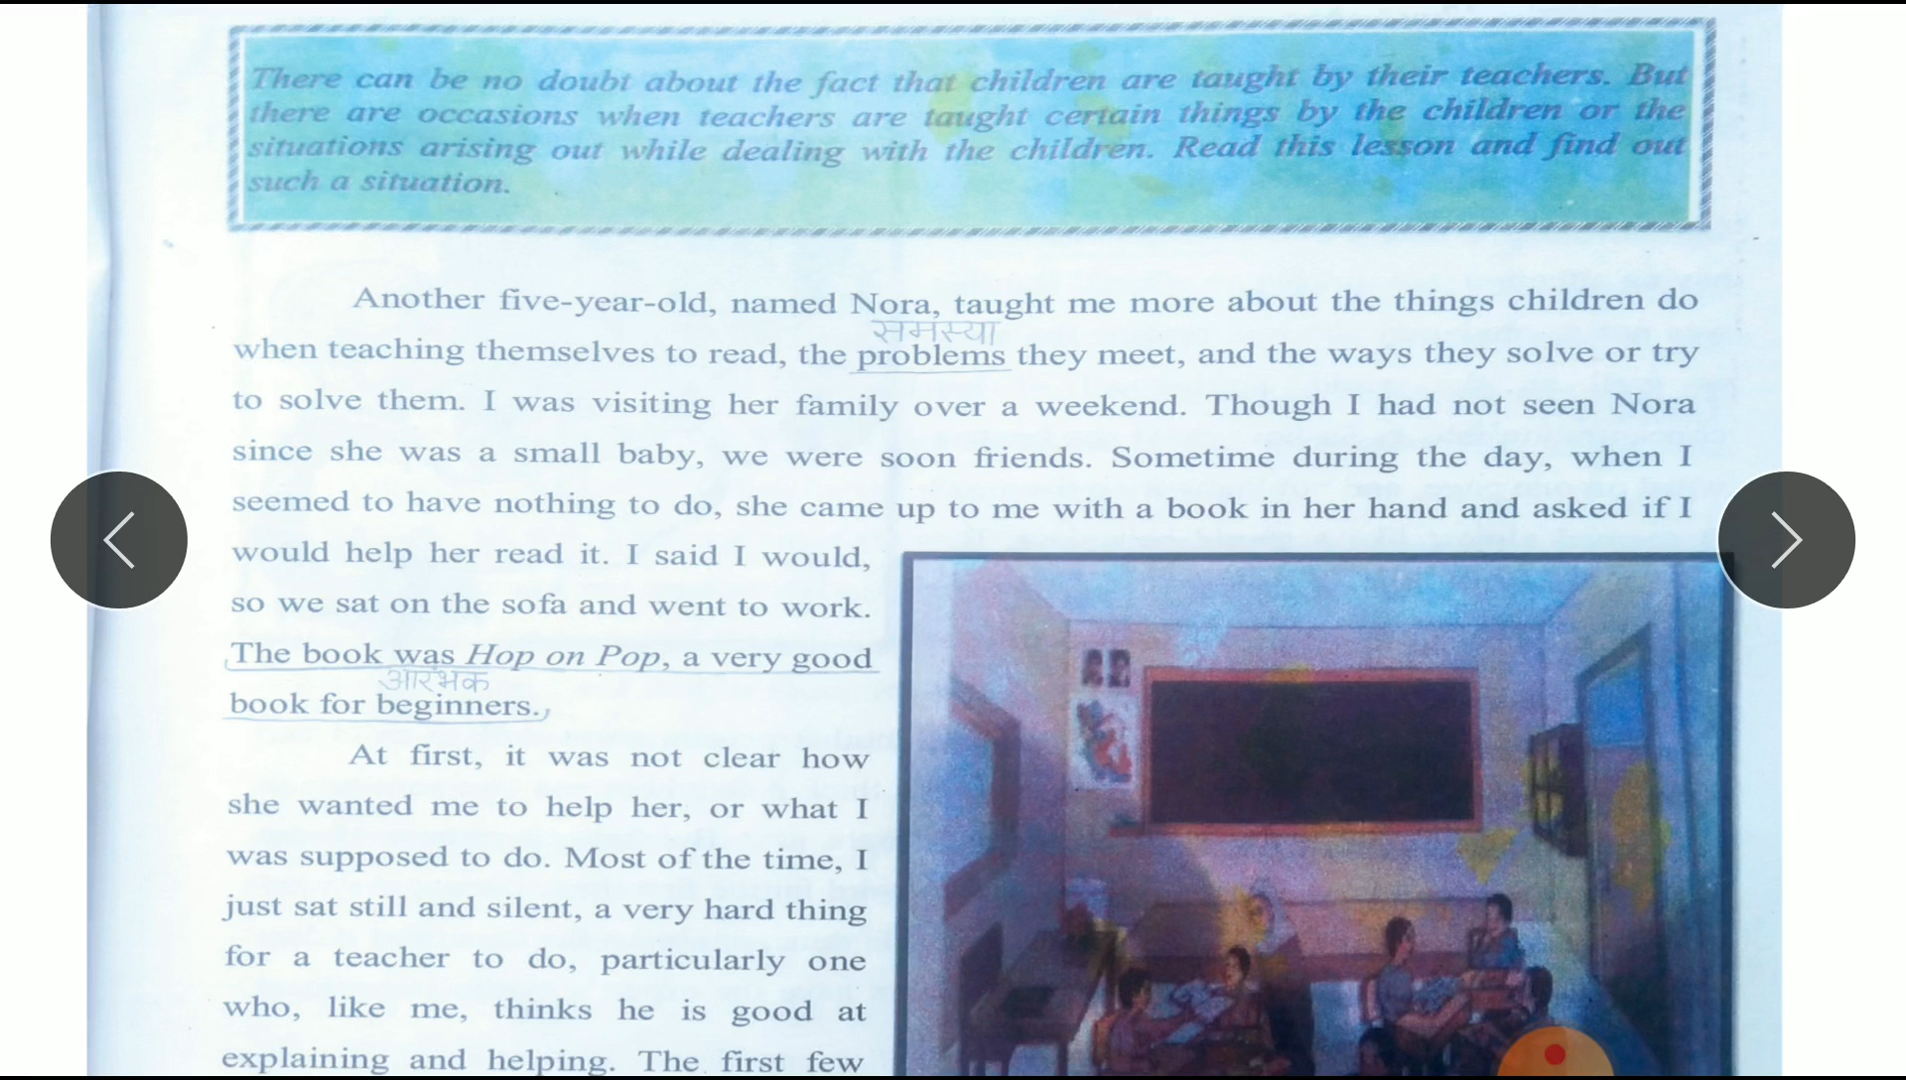 There can be no doubt about the fact that children are taught by their teachers. But
there are occasions when teachers are taught certain things by the children or the
situations arising out while dealing with the children. Read this lesson and find out
such a situation.
Another five-year-old, named Nora, taught me more about the things children do
समस्या
when teaching themselves to read, the problems they meet, and the ways they solve or try
to solve them. I was visiting her family over a weekend. Though I had not seen Nora
since she was a small baby, we were soon friends. Sometime during the day, when I
seemed to have nothing to do, she came up to me with a book in her hand and asked if I
would help her read it. I said I would,
so we sat on the sofa and went to work.
The book was Hop on Pop, a very good
आरंभक
book for beginners.
At first, it was not clear how
she wanted me to help her, or what I
was supposed to do. Most of the time, I
just sat still and silent, a very hard thing
for a teacher to do, particularly one
who, like me, thinks he is good at
explaining and helping. The first few